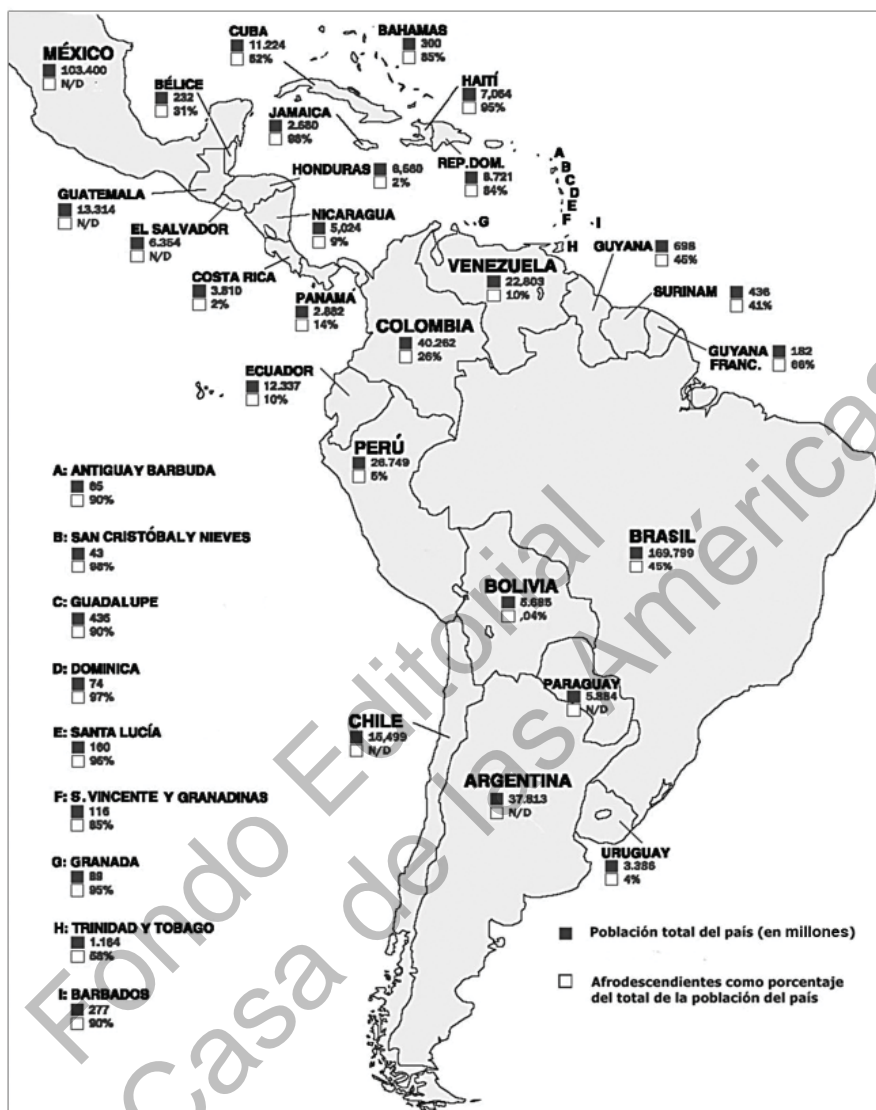 MÉXICO
103.400
N/D
CUBA
11.224
62%
BAHAMAS
300
85%
BÉLICE
232
31%
HAITÍ
7,064
95%
JAMAICA
2.680
98%
REP.DOM.
8.721
84%
HONDURAS
6,560
2%
GUATEMALA
13.314
N/D
EL SALVADOR
6.354
N/D
NICARAGUA
5,024
9%
COSTA RICA
3.810
2%
PANAMÁ
2.882
14%
A
B
C
D
E
F
I
G
H
VENEZUELA
22,803
10%
GUYANA
698
45%
SURINAM
436
41%
GUYANA
FRANC.
182
66%
COLOMBIA
40.262
26%
ECUADOR
12.337
10%
PERÚ
26.749
5%
BRASIL
169.799
45%
BOLIVIA
5.685
,04%
PARAGUAY
5.884
N/D
CHILE
15,499
N/D
ARGENTINA
37.813
N/D
URUGUAY
3.386
4%
A: ANTIGUA Y BARBUDA
65
90%
B: SAN CRISTÓBAL Y NIEVES
43
98%
C: GUADALUPE
436
90%
D: DOMINICA
74
97%
E: SANTA LUCÍA
160
96%
F: S. VINCENTE Y GRANADINAS
116
85%
G: GRANADA
89
95%
H: TRINIDAD Y TOBAGO
1.164
58%
I: BARBADOS
277
90%
Población total del país (en millones)
Afrodescendientes como porcentaje
del total de la población del país
Fondo Editorial
Casa de las Américas